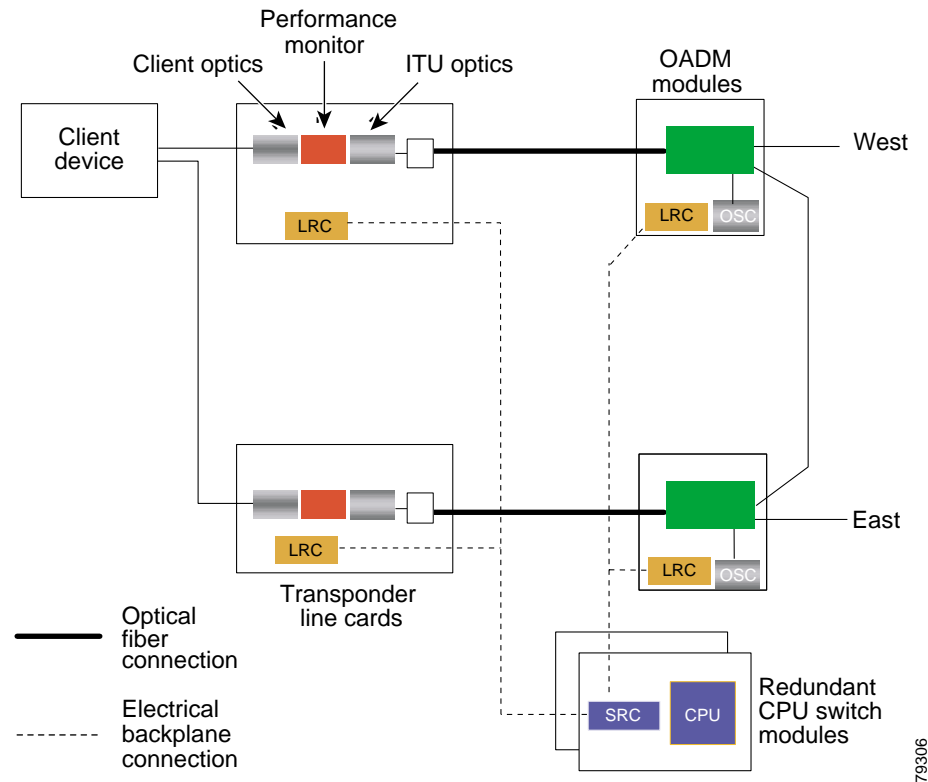 Performance
monitor
Client optics
ITU optics
OADM
modules
Client
device
West
LRC
LRC
OSC
East
LRC
LRC
OSC
Transponder
line cards
Optical
fiber
connection
Electrical
backplane
connection
SRC
CPU
Redundant
CPU switch
modules
79306